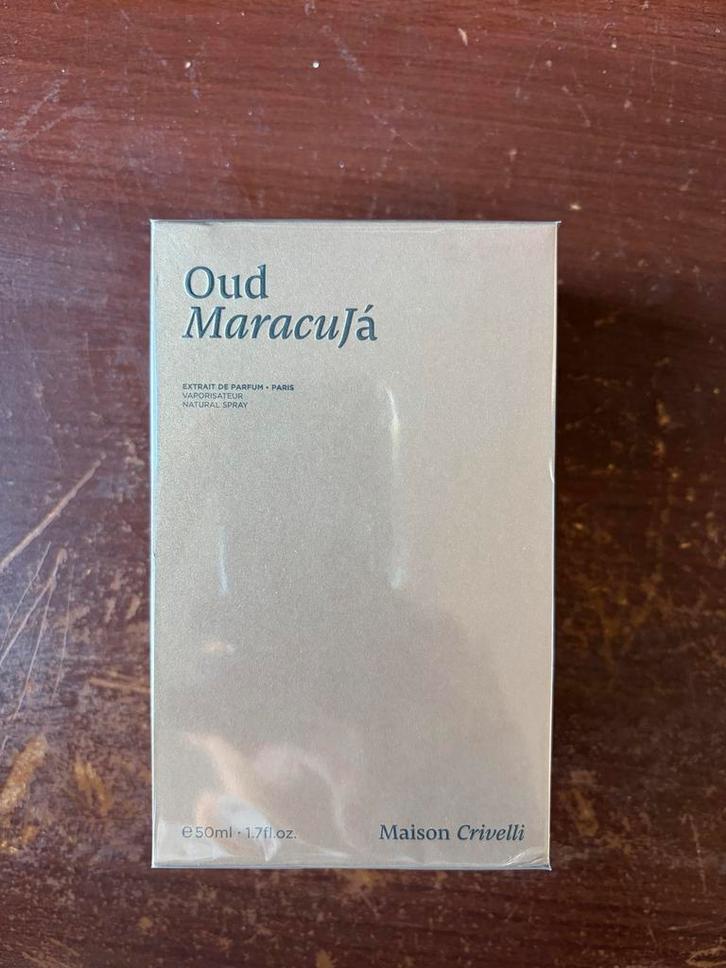 Oud
MaracuJá
EXTRAIT DE PARFUM • PARIS
VAPORISATEUR
NATURAL SPRAY
℮ 50ml • 1.7fl.oz.
Maison Crivelli